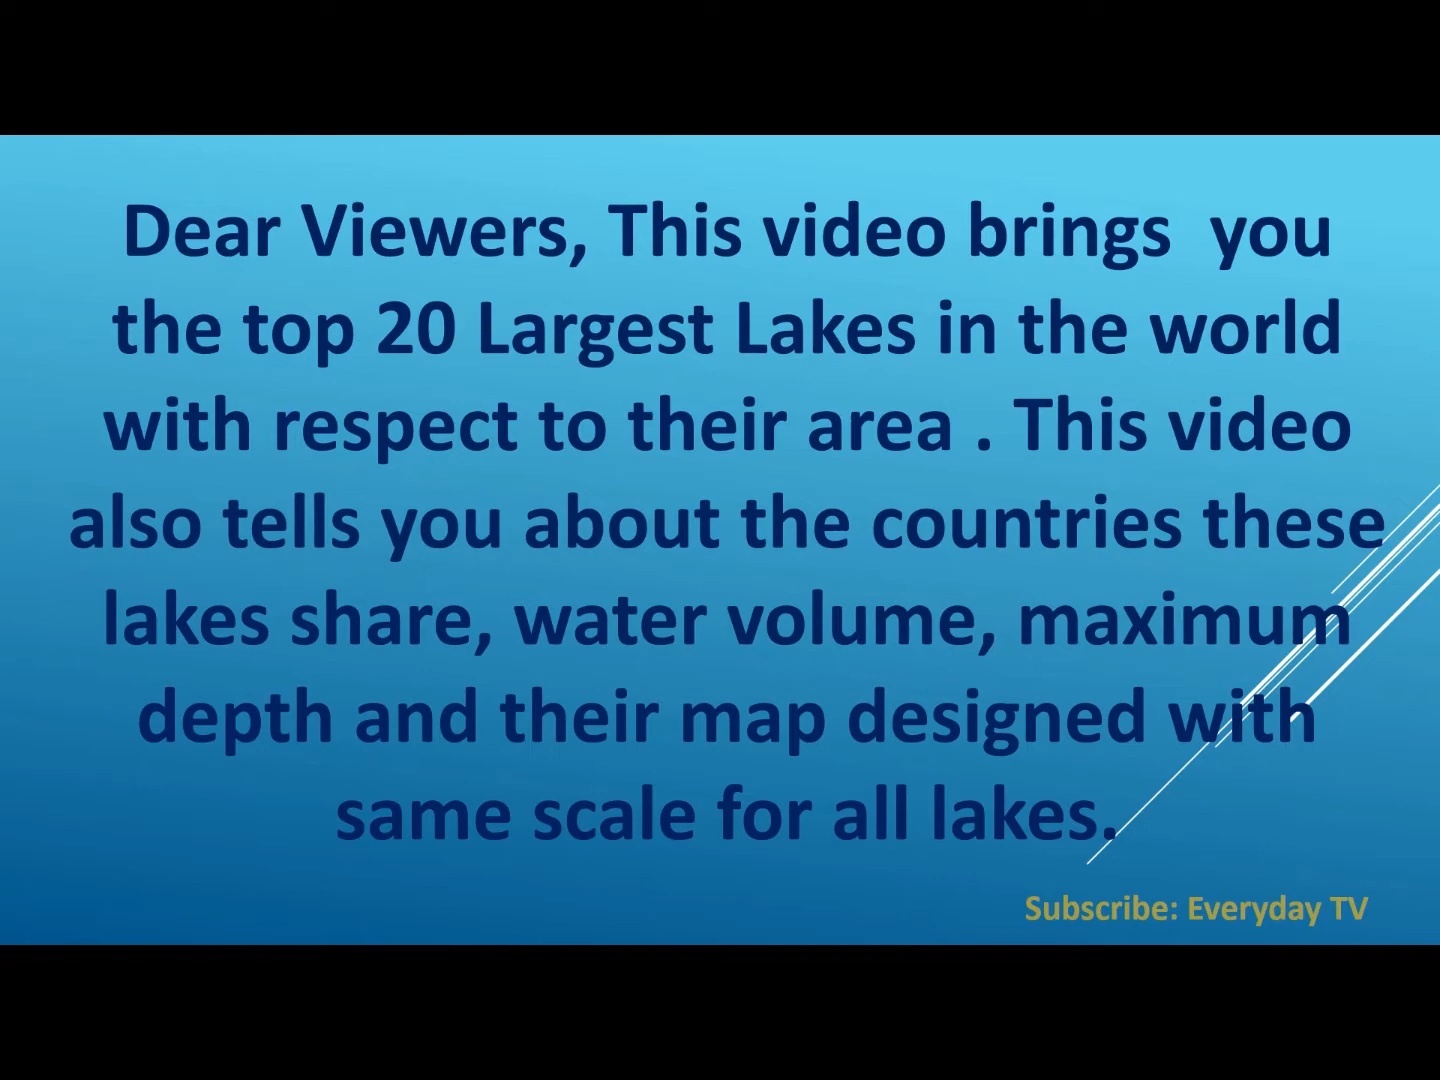 Dear Viewers, This video brings  you
the top 20 Largest Lakes in the world
with respect to their area . This video
also tells you about the countries these
lakes share, water volume, maximum
depth and their map designed with
same scale for all lakes.
Subscribe: Everyday TV